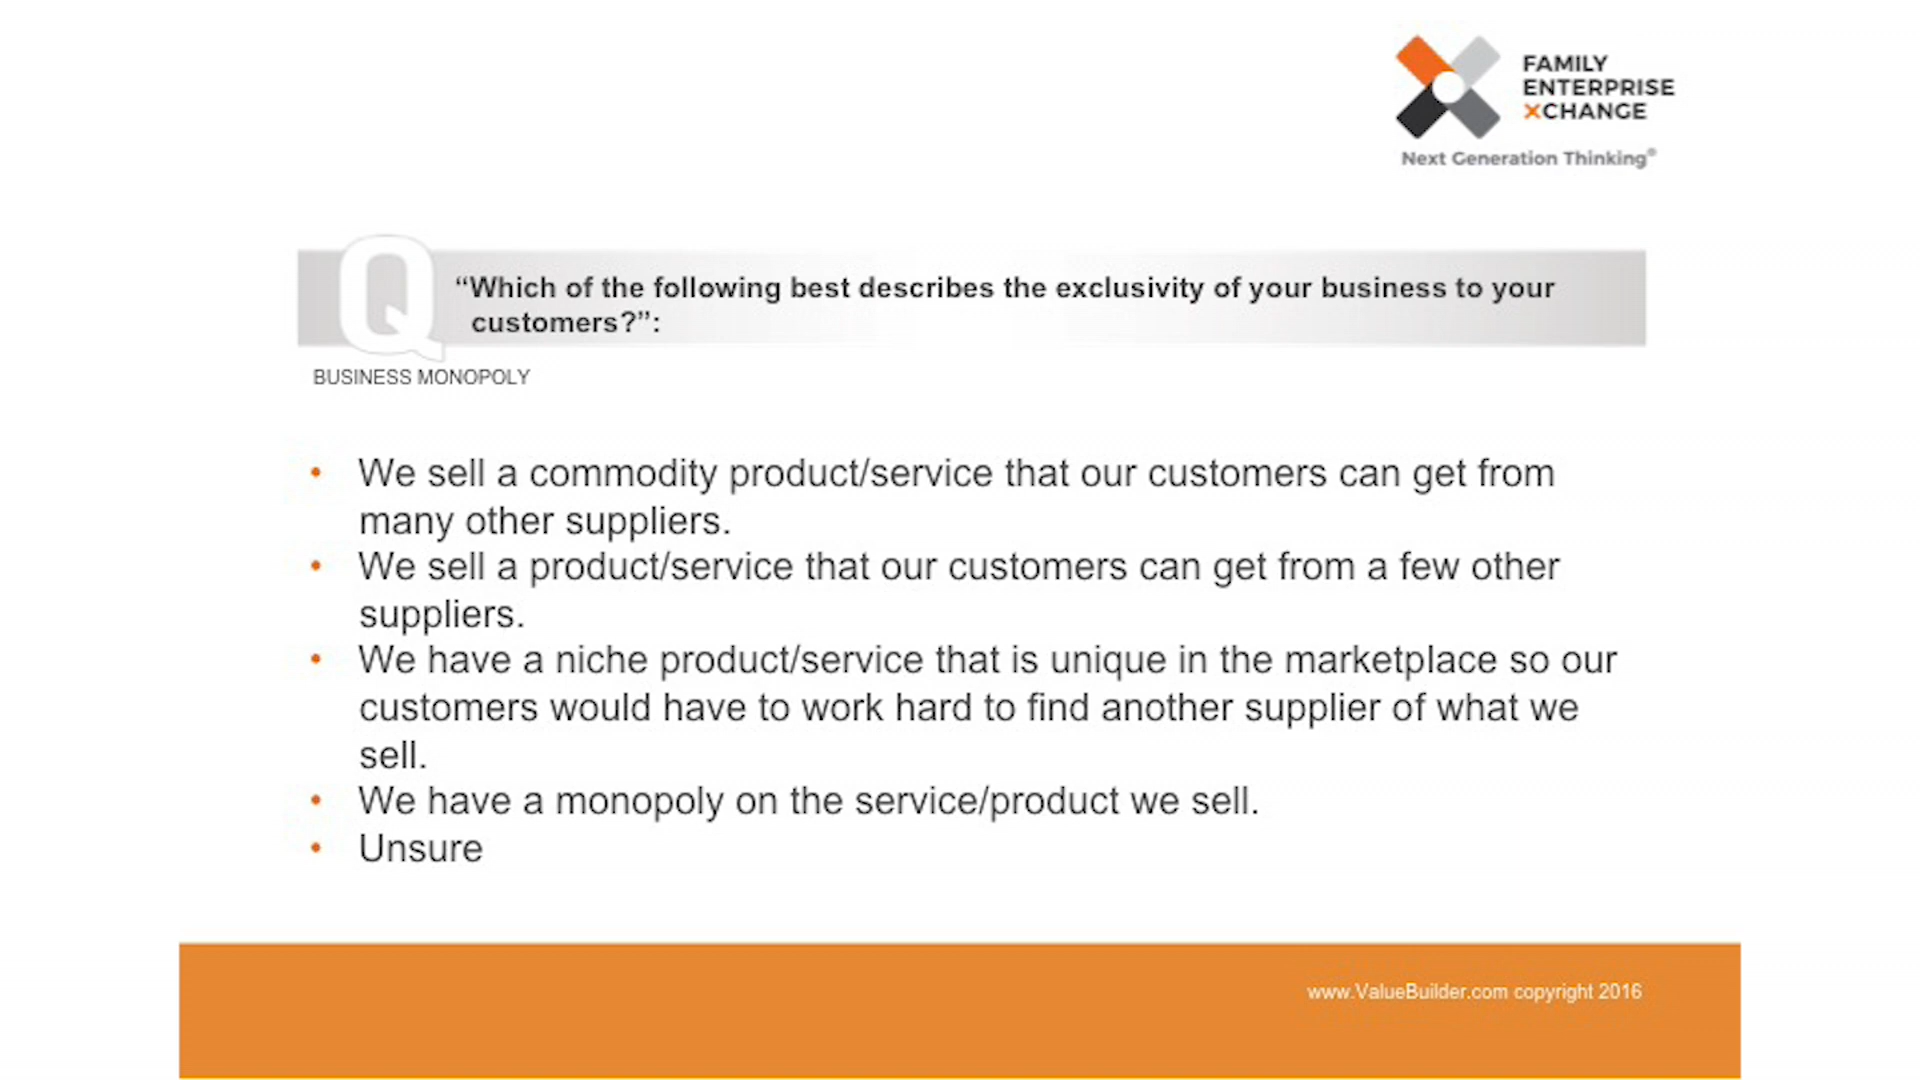 FAMILY
ENTERPRISE
XCHANGE
Next Generation Thinking®
Q
“Which of the following best describes the exclusivity of your business to your
customers?”:
BUSINESS MONOPOLY
• We sell a commodity product/service that our customers can get from
many other suppliers.
• We sell a product/service that our customers can get from a few other
suppliers.
• We have a niche product/service that is unique in the marketplace so our
customers would have to work hard to find another supplier of what we
sell.
• We have a monopoly on the service/product we sell.
• Unsure
www.ValueBuilder.com copyright 2016